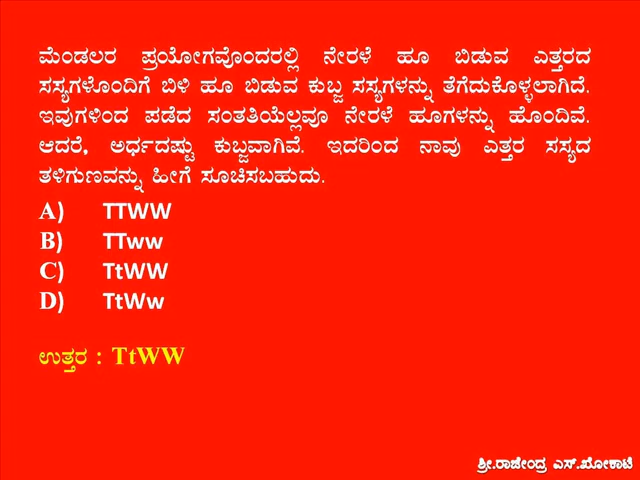 ಮೆಂಡಲರ ಪ್ರಯೋಗವೊಂದರಲ್ಲಿ ನೇರಳೆ ಹೂ ಬಿಡುವ ಎತ್ತರದ
ಸಸ್ಯಗಳೊಂದಿಗೆ ಬಿಳಿ ಹೂ ಬಿಡುವ ಕುಬ್ಜ ಸಸ್ಯಗಳನ್ನು ತೆಗೆದುಕೊಳ್ಳಲಾಗಿದೆ.
ಇವುಗಳಿಂದ ಪಡೆದ ಸಂತತಿಯೆಲ್ಲವೂ ನೇರಳೆ ಹೂಗಳನ್ನು ಹೊಂದಿವೆ.
ಆದರೆ, ಅರ್ಧದಷ್ಟು ಕುಬ್ಜವಾಗಿವೆ. ಇದರಿಂದ ನಾವು ಎತ್ತರ ಸಸ್ಯದ
ತಳಿಗುಣವನ್ನು ಹೀಗೆ ಸೂಚಿಸಬಹುದು.
A) TTWW
B) TTww
C) TtWW
D) TtWw
ಉತ್ತರ : TtWW
ಶ್ರೀ.ರಾಜೇಂದ್ರ ಎಸ್.ಖೋಕಾಟಿ